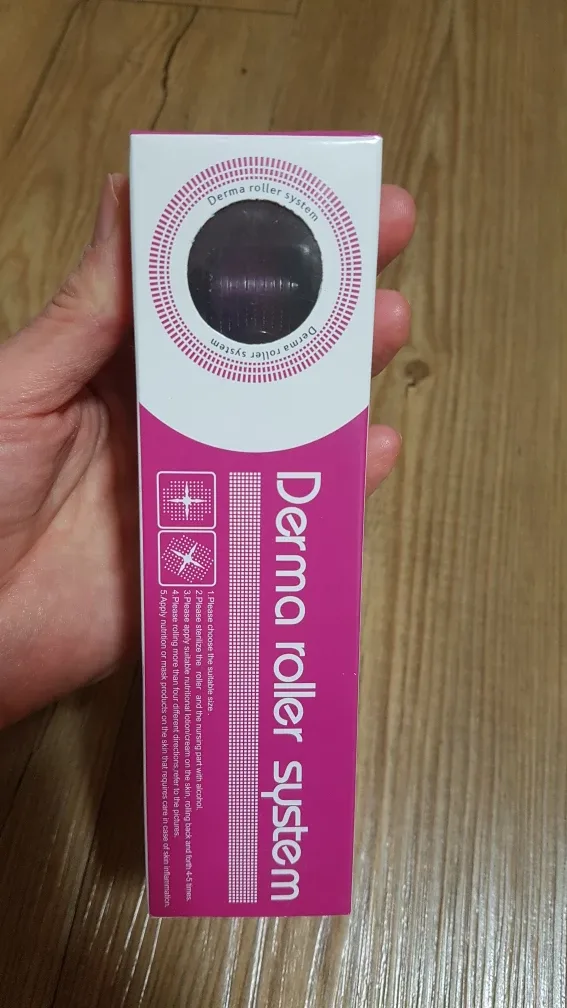 Derma roller system
Derma roller system
Derma roller system
1.Please choose the suitable size .
2.Please sterilize the roller and the nursing part with alcohol.
3.Please apply suitable nutritional lotion/cream on the skin, rolling back and forth 4-5 times.
4.Please rolling more than four different directions,refer to the pictures.
5.Apply nutrition or mask products on the skin that requires care in case of skin inflammation.